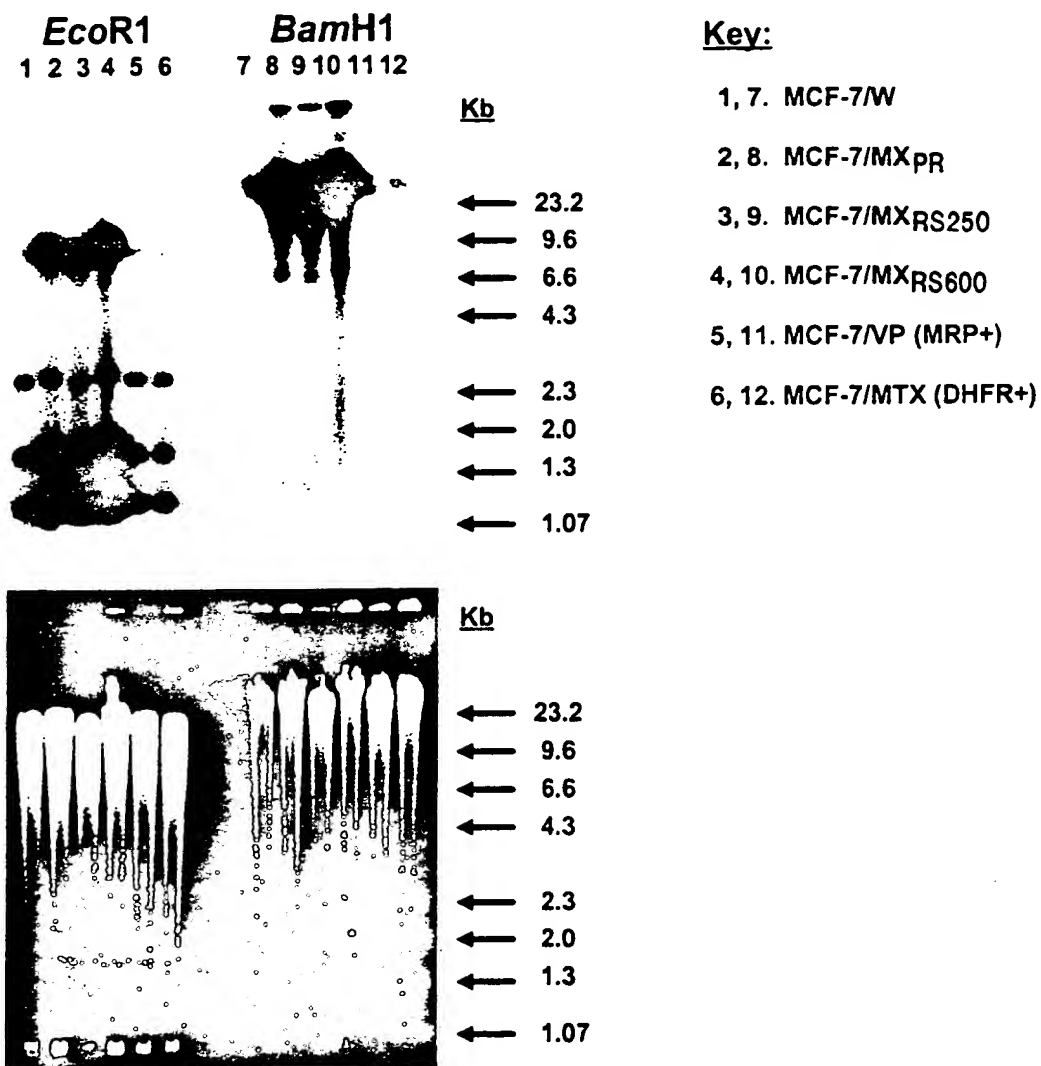 EcoR1 BamH1
1 2 3 4 5 6 7 8 9 10 11 12
Kb
23.2
9.6
6.6
4.3
2.3
2.0
1.3
1.07
Key:
1, 7. MCF-7/W
2, 8. MCF-7/MXPR
3, 9. MCF-7/MXRS250
4, 10. MCF-7/MXRS600
5, 11. MCF-7/VP (MRP+)
6, 12. MCF-7/MTX (DHFR+)
Kb
23.2
9.6
6.6
4.3
2.3
2.0
1.3
1.07